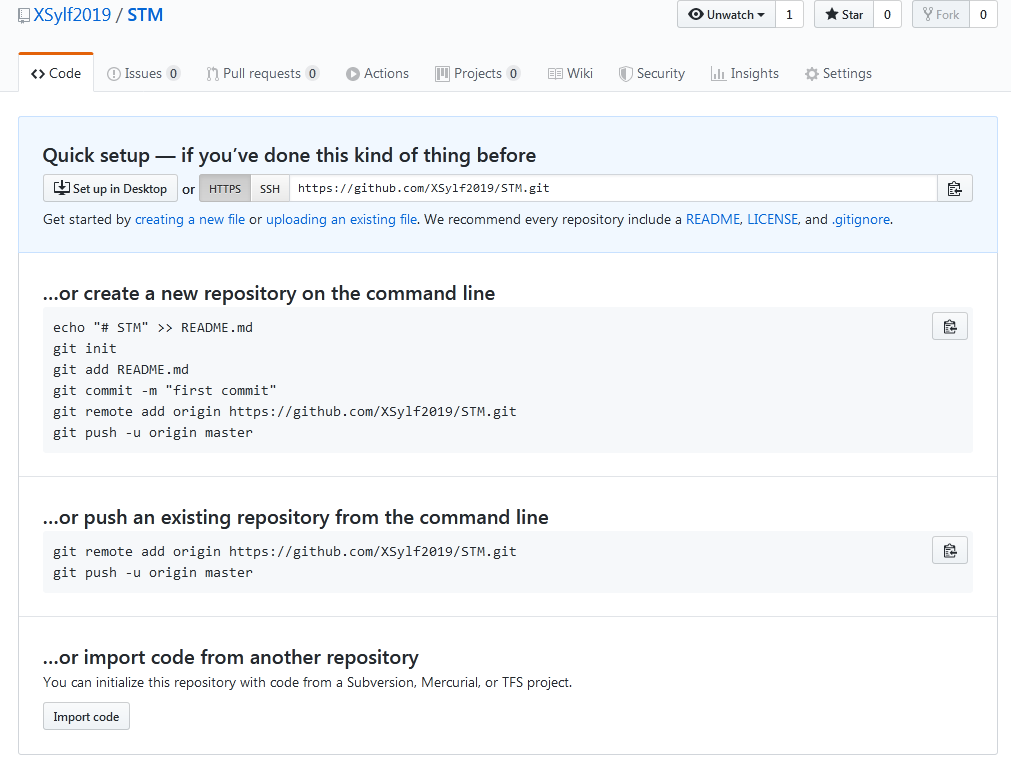 XSylf2019 / STM
Unwatch 1 Star 0 Fork 0
Code Issues 0 Pull requests 0 Actions Projects 0 Wiki Security Insights Settings
Quick setup — if you’ve done this kind of thing before
Set up in Desktop or HTTPS SSH https://github.com/XSylf2019/STM.git
Get started by creating a new file or uploading an existing file. We recommend every repository include a README, LICENSE, and .gitignore.
…or create a new repository on the command line
echo "# STM" >> README.md
git init
git add README.md
git commit -m "first commit"
git remote add origin https://github.com/XSylf2019/STM.git
git push -u origin master
…or push an existing repository from the command line
git remote add origin https://github.com/XSylf2019/STM.git
git push -u origin master
…or import code from another repository
You can initialize this repository with code from a Subversion, Mercurial, or TFS project.
Import code